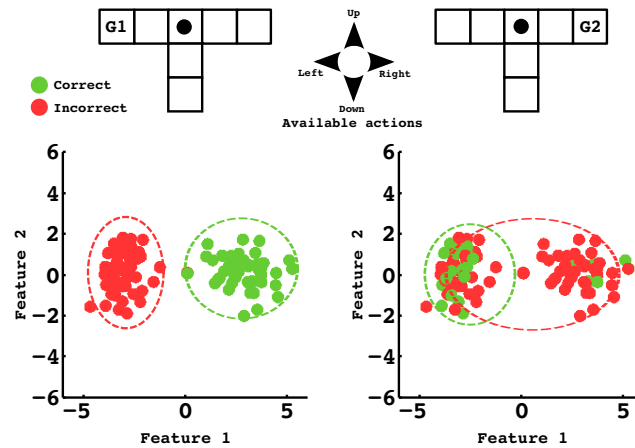 G1
G2
Up
Left
Right
Down
Available actions
Correct
Incorrect
6
4
2
0
−2
−4
−6
−5
0
5
Feature 2
Feature 1
6
4
2
0
−2
−4
−6
−5
0
5
Feature 2
Feature 1